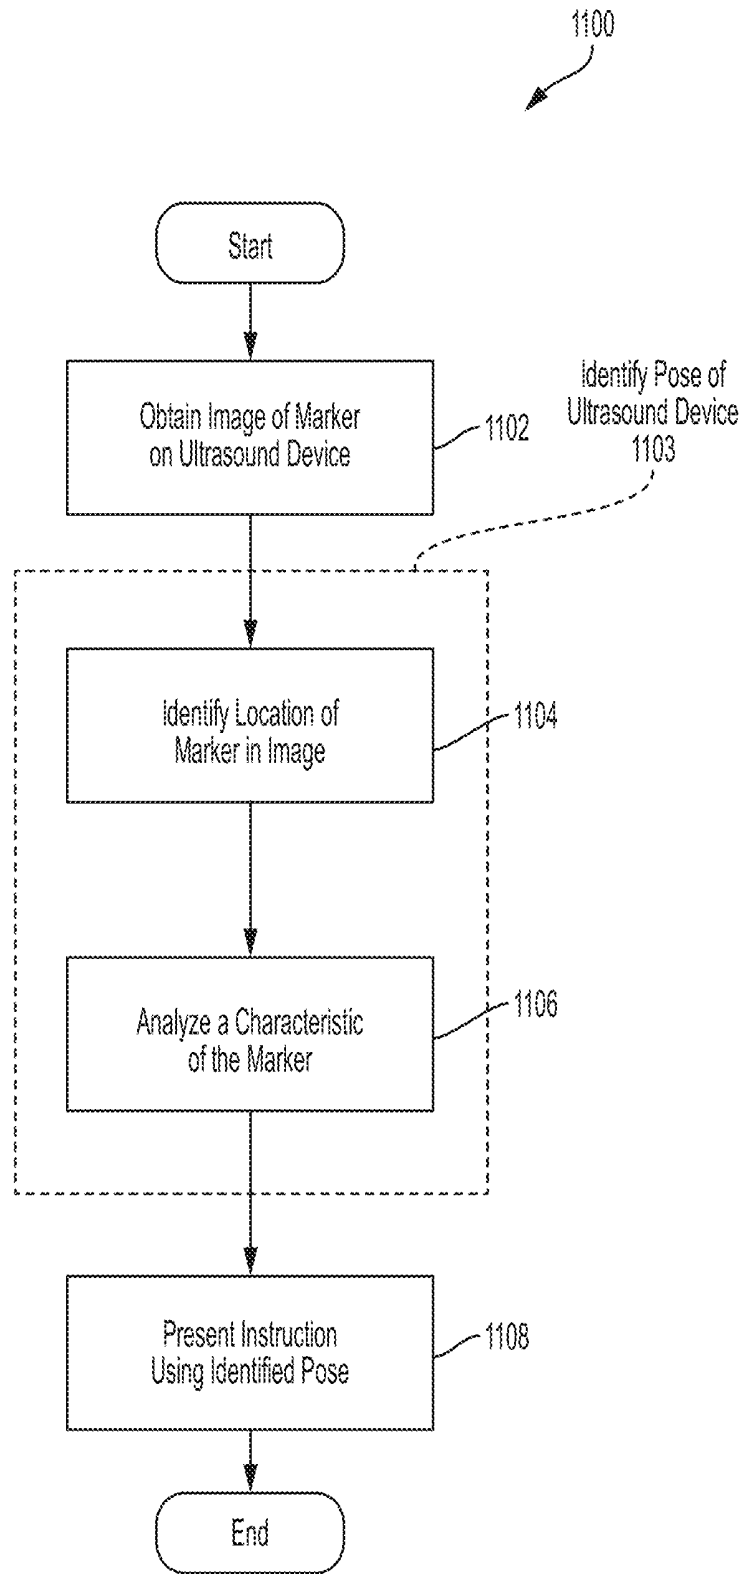 1100
Start
Obtain Image of Marker
on Ultrasound Device
1102
Identify Pose of
Ultrasound Device
1103
Identify Location of
Marker in Image
1104
Analyze a Characteristic
of the Marker
1106
Present Instruction
Using Identified Pose
1108
End